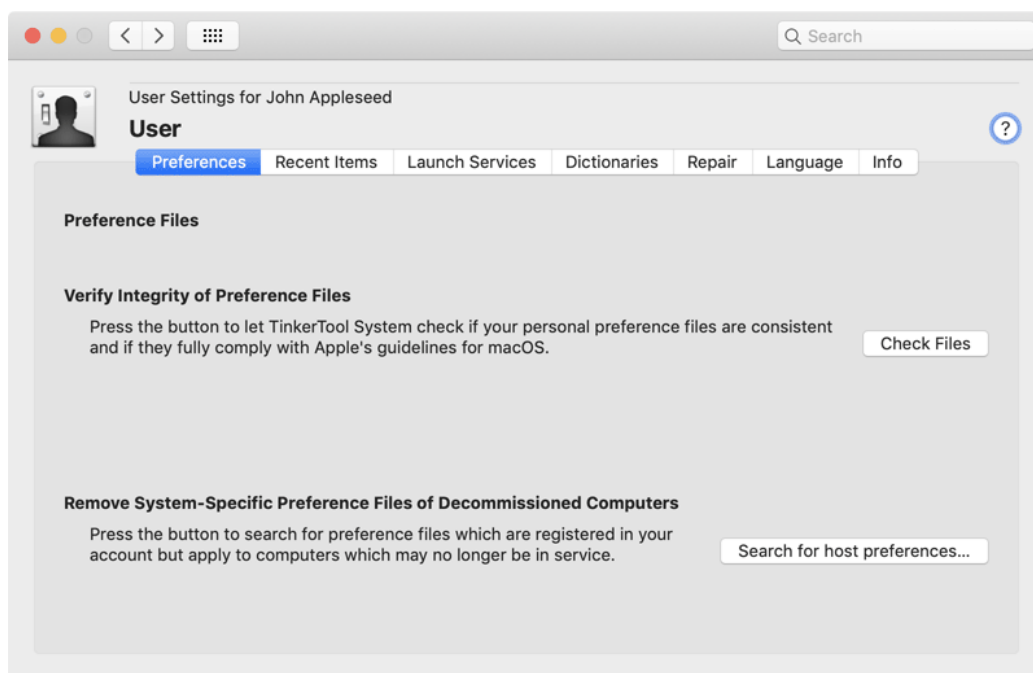 Search
User Settings for John Appleseed
User
?
Preferences Recent Items Launch Services Dictionaries Repair Language Info
Preference Files
Verify Integrity of Preference Files
Press the button to let TinkerTool System check if your personal preference files are consistent
and if they fully comply with Apple's guidelines for macOS.
Check Files
Remove System-Specific Preference Files of Decommissioned Computers
Press the button to search for preference files which are registered in your
account but apply to computers which may no longer be in service.
Search for host preferences...